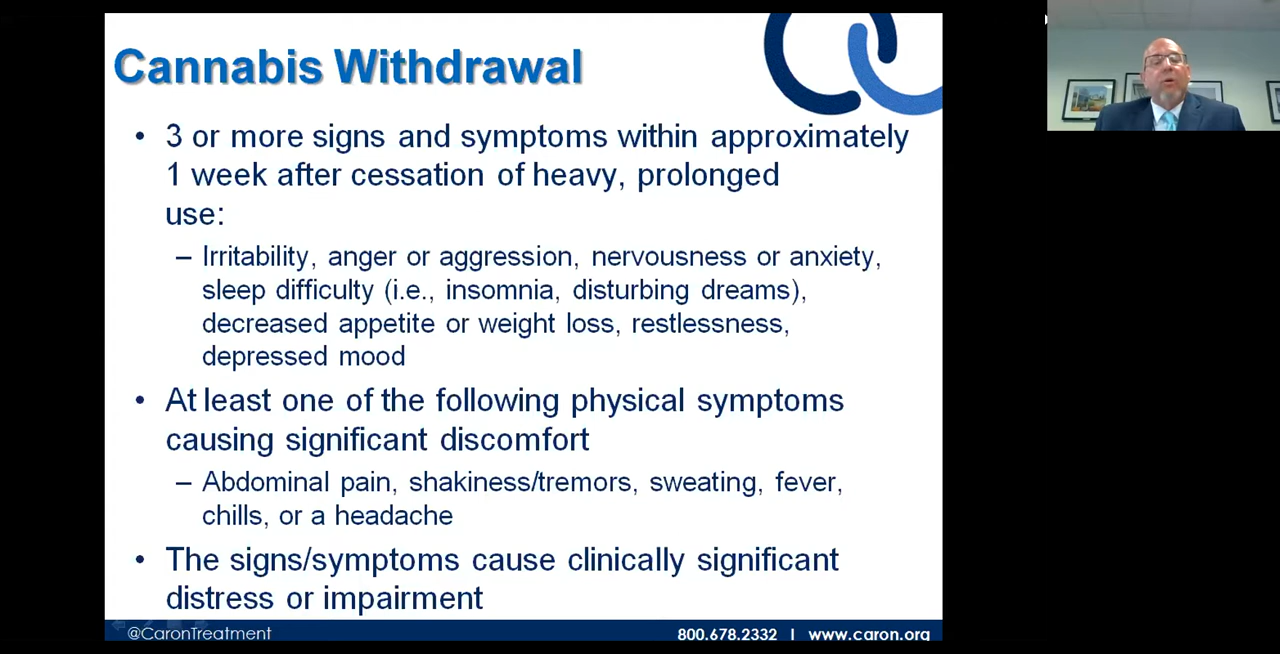 Cannabis Withdrawal
• 3 or more signs and symptoms within approximately
1 week after cessation of heavy, prolonged
use:
– Irritability, anger or aggression, nervousness or anxiety,
sleep difficulty (i.e., insomnia, disturbing dreams),
decreased appetite or weight loss, restlessness,
depressed mood
• At least one of the following physical symptoms
causing significant discomfort
– Abdominal pain, shakiness/tremors, sweating, fever,
chills, or a headache
• The signs/symptoms cause clinically significant
distress or impairment
@CaronTreatment 800.678.2332 | www.caron.org